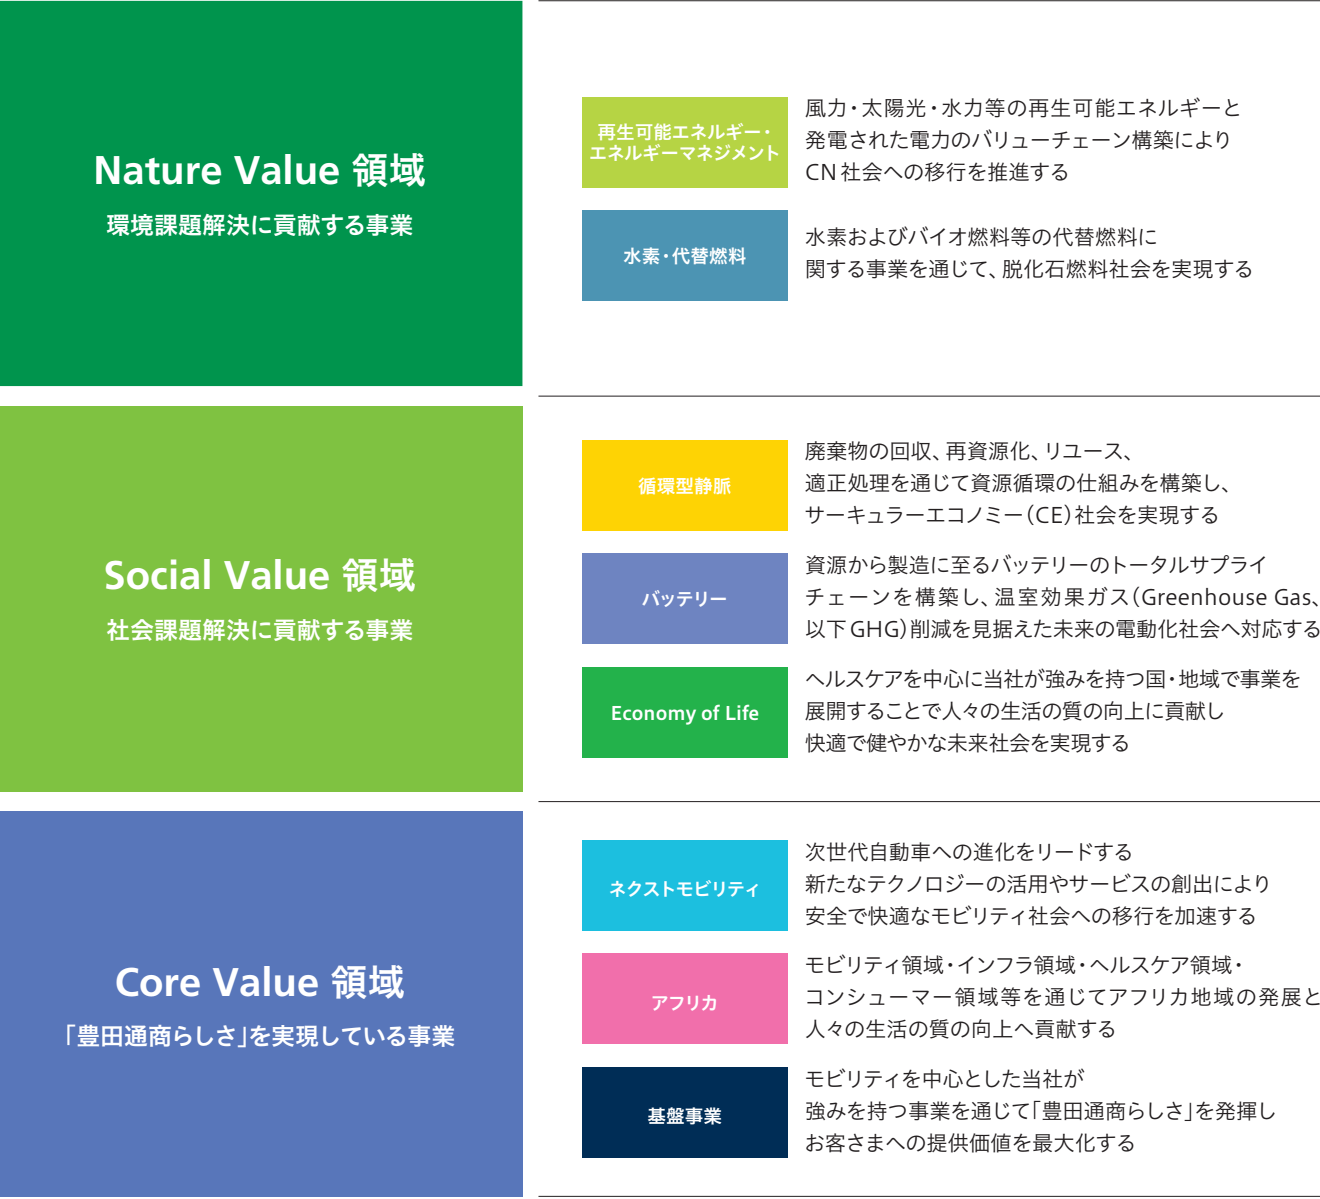 Nature Value 領域
環境課題解決に貢献する事業
再生可能エネルギー・
エネルギーマネジメント
風力・太陽光・水力等の再生可能エネルギーと
発電された電力のバリューチェーン構築により
CN社会への移行を推進する
水素・代替燃料
水素およびバイオ燃料等の代替燃料に
関する事業を通じて、脱化石燃料社会を実現する
Social Value 領域
社会課題解決に貢献する事業
循環型静脈
廃棄物の回収、再資源化、リユース、
適正処理を通じて資源循環の仕組みを構築し、
サーキュラーエコノミー(CE)社会を実現する
バッテリー
資源から製造に至るバッテリーのトータルサプライ
チェーンを構築し、温室効果ガス(Greenhouse Gas、
以下GHG)削減を見据えた未来の電動化社会へ対応する
Economy of Life
ヘルスケアを中心に当社が強みを持つ国・地域で事業を
展開することで人々の生活の質の向上に貢献し
快適で健やかな未来社会を実現する
Core Value 領域
「豊田通商らしさ」を実現している事業
ネクストモビリティ
次世代自動車への進化をリードする
新たなテクノロジーの活用やサービスの創出により
安全で快適なモビリティ社会への移行を加速する
アフリカ
モビリティ領域・インフラ領域・ヘルスケア領域・
コンシューマー領域等を通じてアフリカ地域の発展と
人々の生活の質の向上へ貢献する
基盤事業
モビリティを中心とした当社が
強みを持つ事業を通じて「豊田通商らしさ」を発揮し
お客さまへの提供価値を最大化する